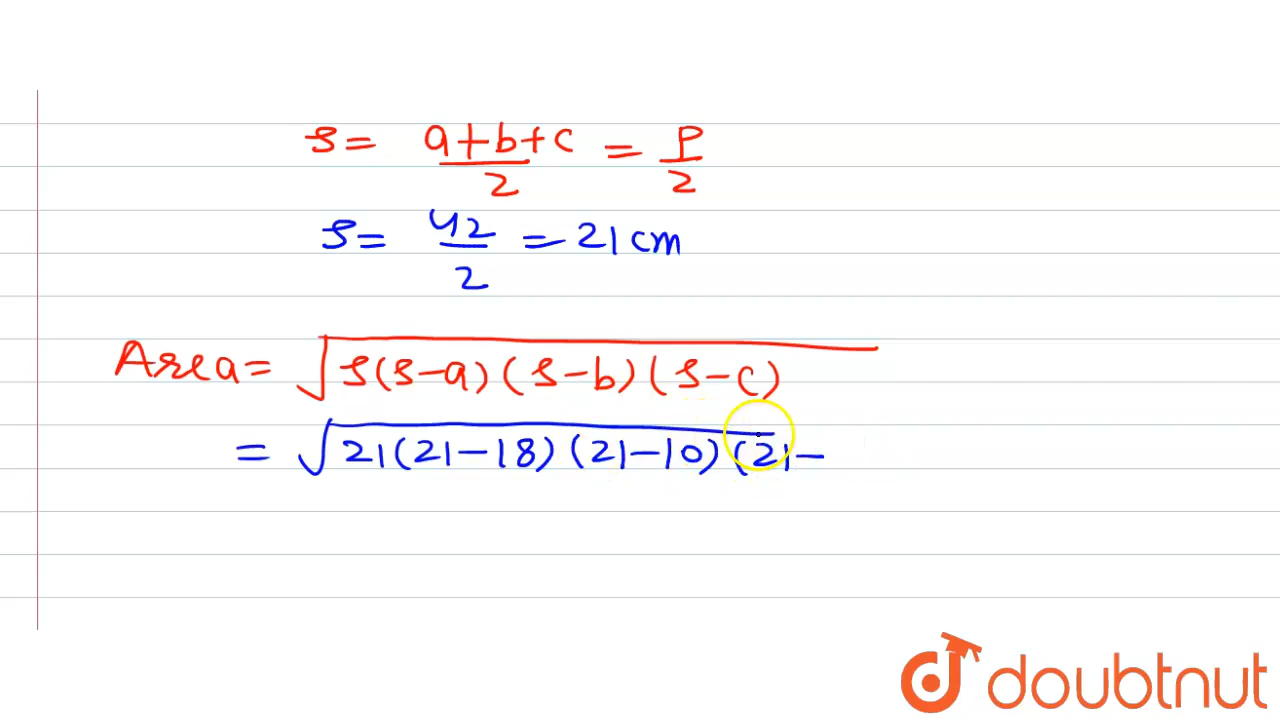 s = a+b+c/2 = P/2
s = 42/2 = 21 cm
Area = √s(s-a)(s-b)(s-c)
= √21(21-18)(21-10)(21-
doubtnut